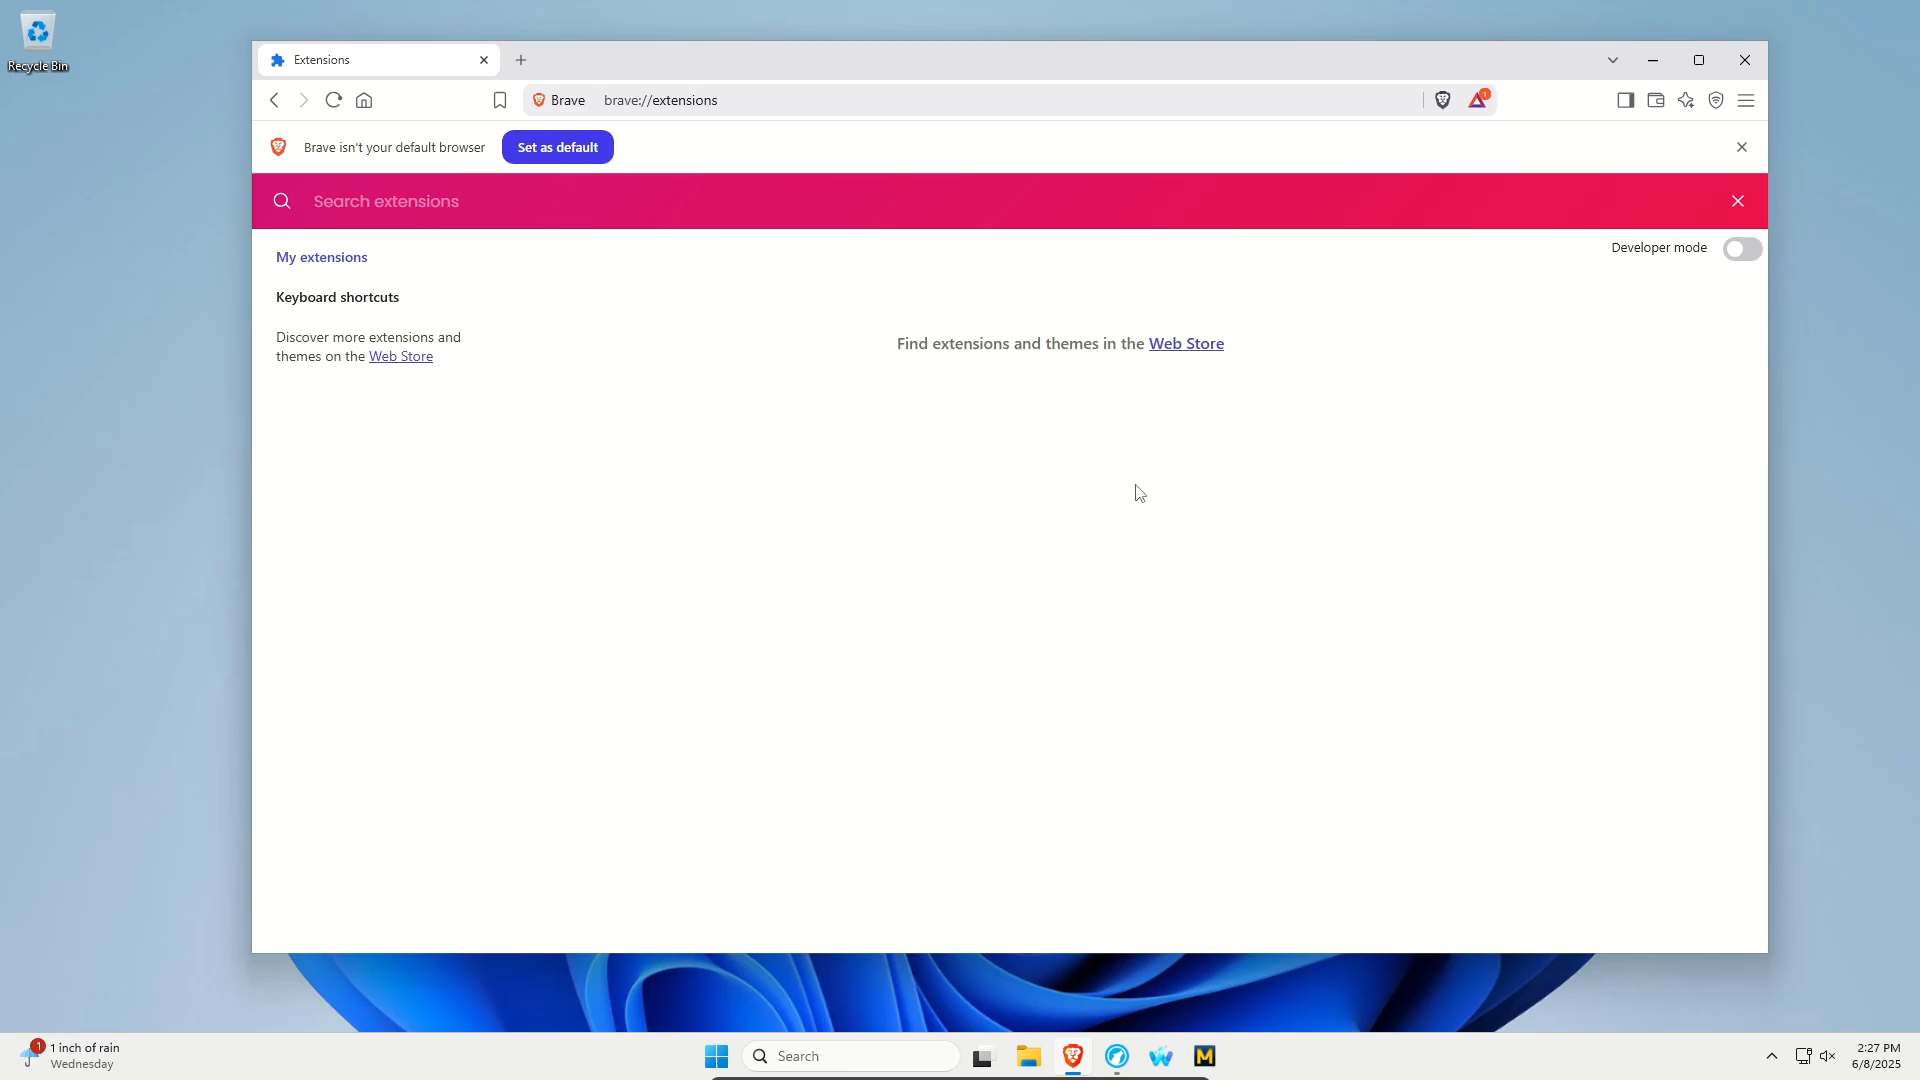 Recycle Bin
Extensions
Brave brave://extensions
1
Brave isn't your default browser
Set as default
Search extensions
My extensions
Developer mode
Keyboard shortcuts
Discover more extensions and
themes on the Web Store
Find extensions and themes in the Web Store
1
1 inch of rain
Wednesday
Search
2:27 PM
6/8/2025